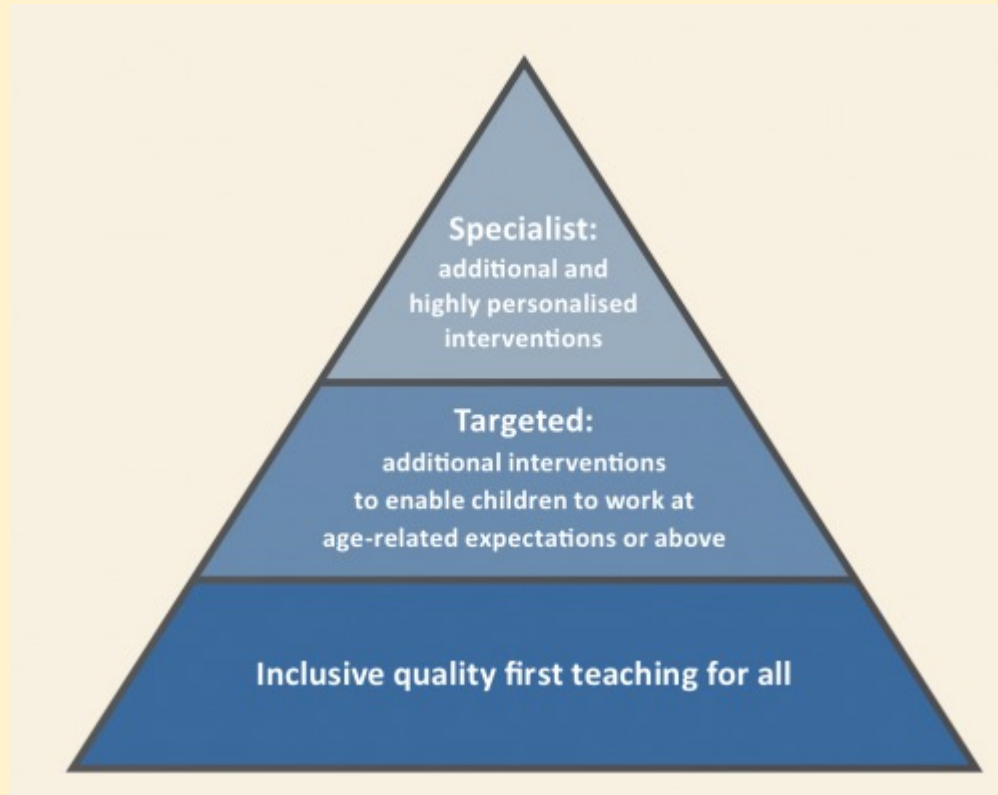 Specialist:
additional and
highly personalised
interventions
Targeted:
additional interventions
to enable children to work at
age-related expectations or above
Inclusive quality first teaching for all